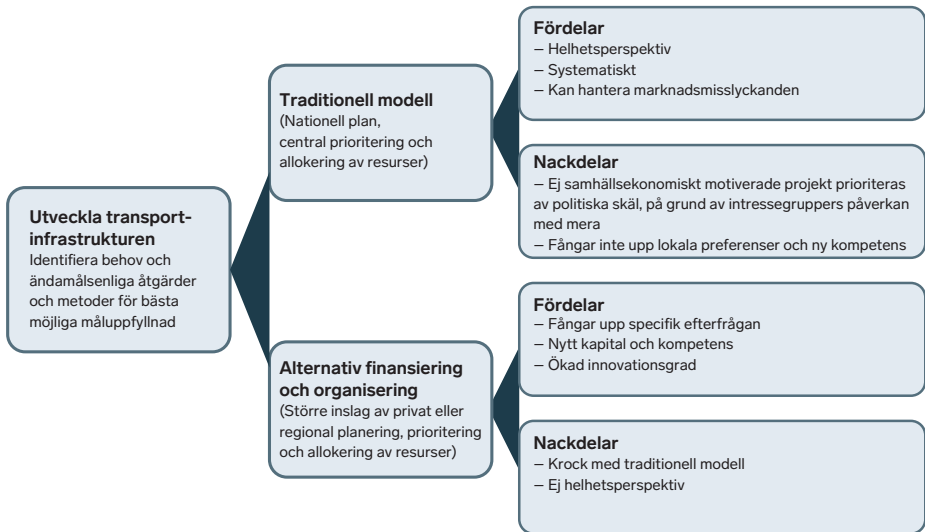 Utveckla transport-
infrastrukturen
Identifiera behov och
ändamålsenliga åtgärder
och metoder för bästa
möjliga måluppfyllnad
Traditionell modell
(Nationell plan,
central prioritering och
allokering av resurser)
Fördelar
– Helhetsperspektiv
– Systematiskt
– Kan hantera marknadsmisslyckanden
Nackdelar
– Ej samhällsekonomiskt motiverade projekt prioriteras
av politiska skäl, på grund av intressegruppers påverkan
med mera
– Fångar inte upp lokala preferenser och ny kompetens
Alternativ finansiering
och organisering
(Större inslag av privat eller
regional planering, prioritering
och allokering av resurser)
Fördelar
– Fångar upp specifik efterfrågan
– Nytt kapital och kompetens
– Ökad innovationsgrad
Nackdelar
– Krock med traditionell modell
– Ej helhetsperspektiv